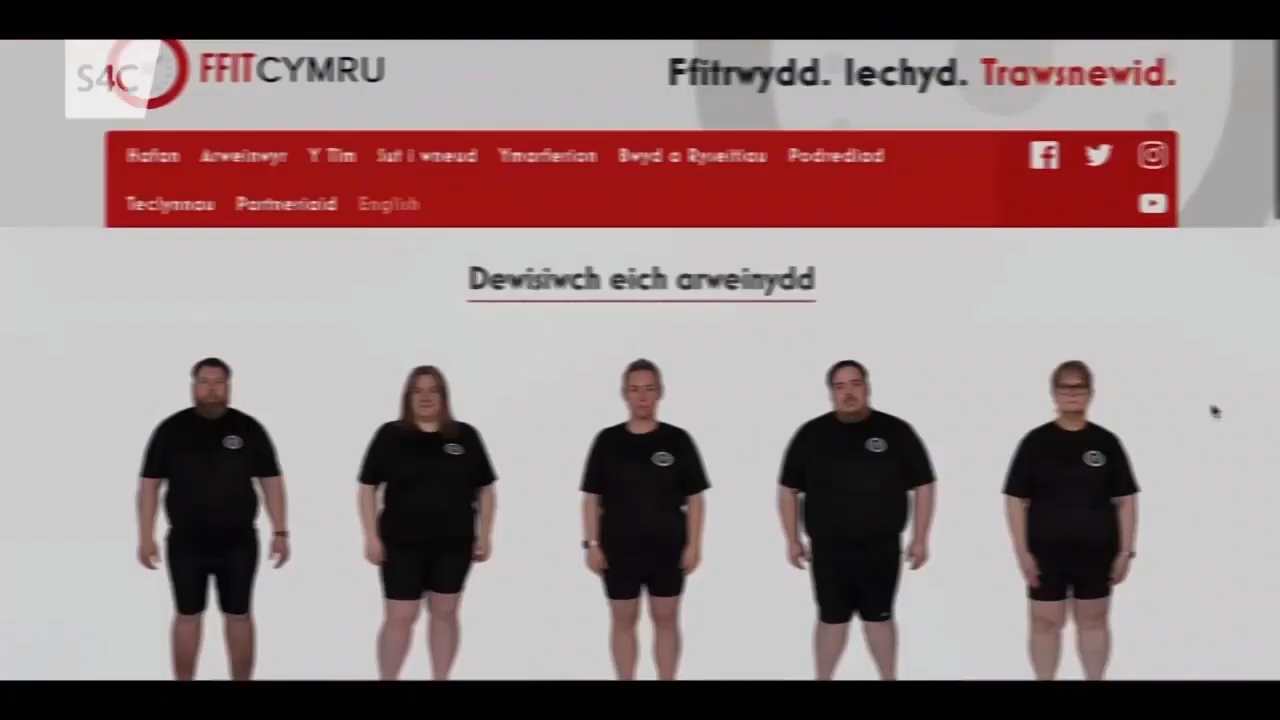 S4C
FFITCYMRU
Ffitrwydd. Iechyd. Trawsnewid.
Hafan Arweinwyr Y Tîm Sut i wneud Ymarferion Bwyd a Ryseitiau Podrediad
Teclynnau Partneriaid English
Dewisiwch eich arweinydd